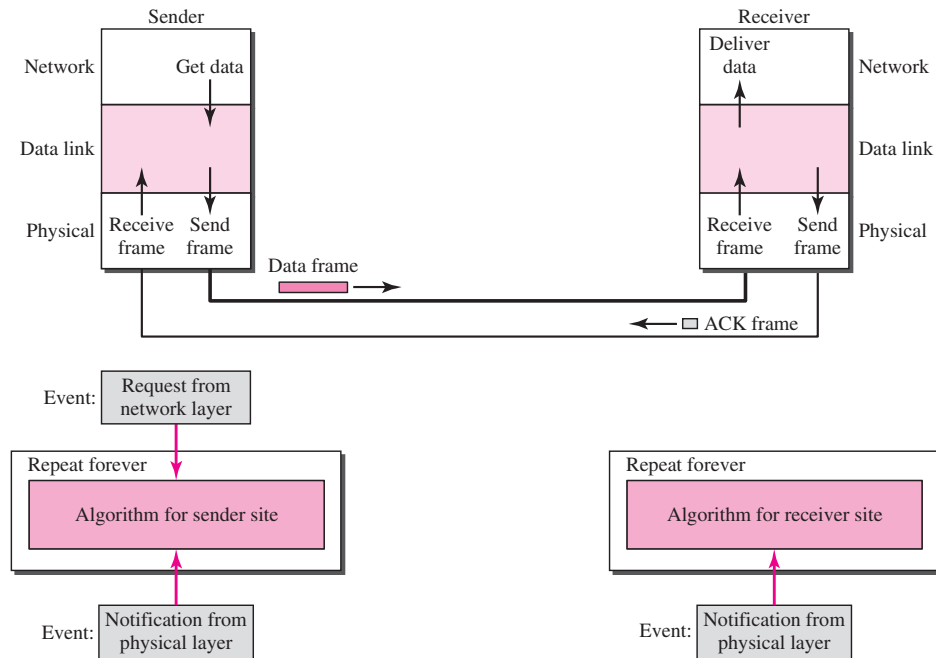 Sender
Receiver
Network
Get data
Deliver
data
Network
Data link
Data link
Physical
Receive
frame
Send
frame
Receive
frame
Send
frame
Physical
Data frame
ACK frame
Event:
Request from
network layer
Repeat forever
Algorithm for sender site
Repeat forever
Algorithm for receiver site
Event:
Notification from
physical layer
Event:
Notification from
physical layer